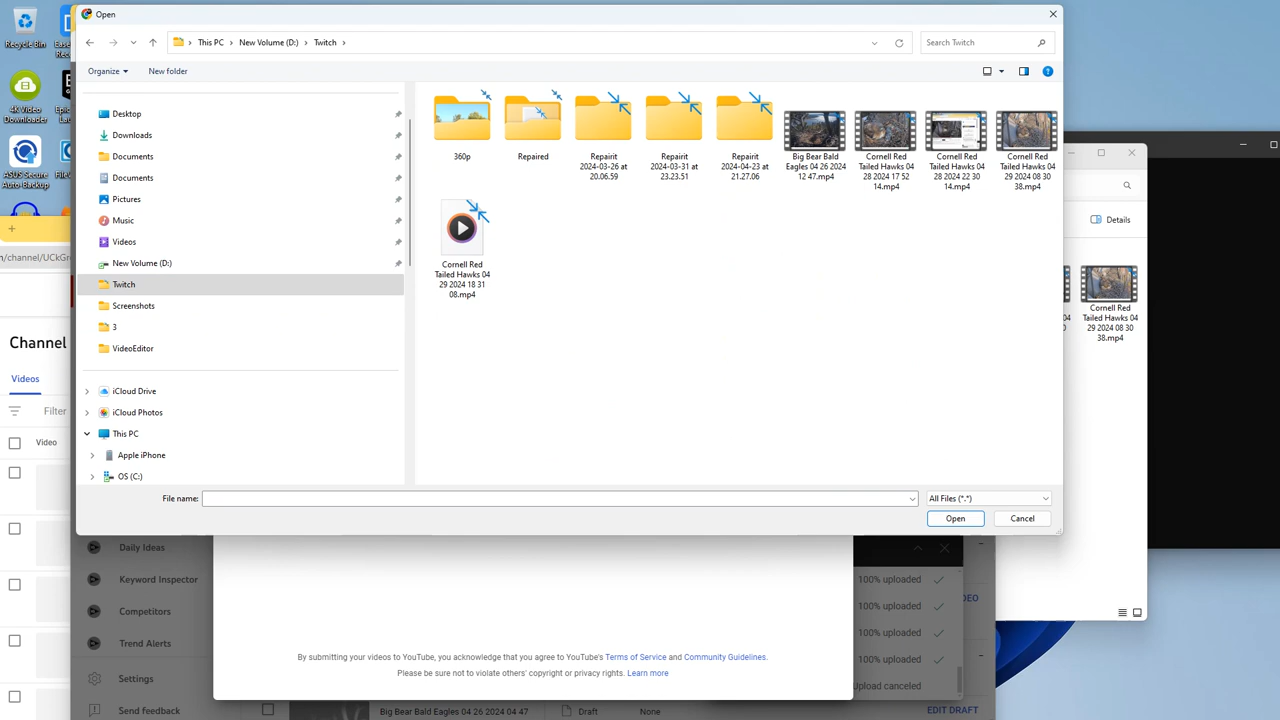 Open
This PC
New Volume (D:)
Twitch
Search Twitch
Organize
New folder
Recycle Bin
4K Video
Downloader
ASUS Secure
Auto-Backup
Desktop
Downloads
Documents
Documents
Pictures
Music
Videos
New Volume (D:)
Twitch
Screenshots
3
VideoEditor
iCloud Drive
iCloud Photos
This PC
Apple iPhone
OS (C:)
360p
Repaired
Repairit
2024-03-26 at
20.06.59
Repairit
2024-03-31 at
23.23.51
Repairit
2024-04-23 at
21.27.06
Big Bear Bald
Eagles 04 26 2024
12 47.mp4
Cornell Red
Tailed Hawks 04
28 2024 17 52
14.mp4
Cornell Red
Tailed Hawks 04
28 2024 22 30
14.mp4
Cornell Red
Tailed Hawks 04
29 2024 08 30
38.mp4
Cornell Red
Tailed Hawks 04
29 2024 18 31
08.mp4
File name:
All Files (*.*)
Open
Cancel
Details
Cornell Red
Tailed Hawks 04
29 2024 08 30
38.mp4
Channel
Videos
Filter
Video
Daily Ideas
Keyword Inspector
Competitors
Trend Alerts
Settings
Send feedback
100% uploaded
100% uploaded
100% uploaded
100% uploaded
Upload canceled
By submitting your videos to YouTube, you acknowledge that you agree to YouTube's Terms of Service and Community Guidelines.
Please be sure not to violate others' copyright or privacy rights. Learn more
Big Bear Bald Eagles 04 26 2024 04 47
Draft
None
EDIT DRAFT